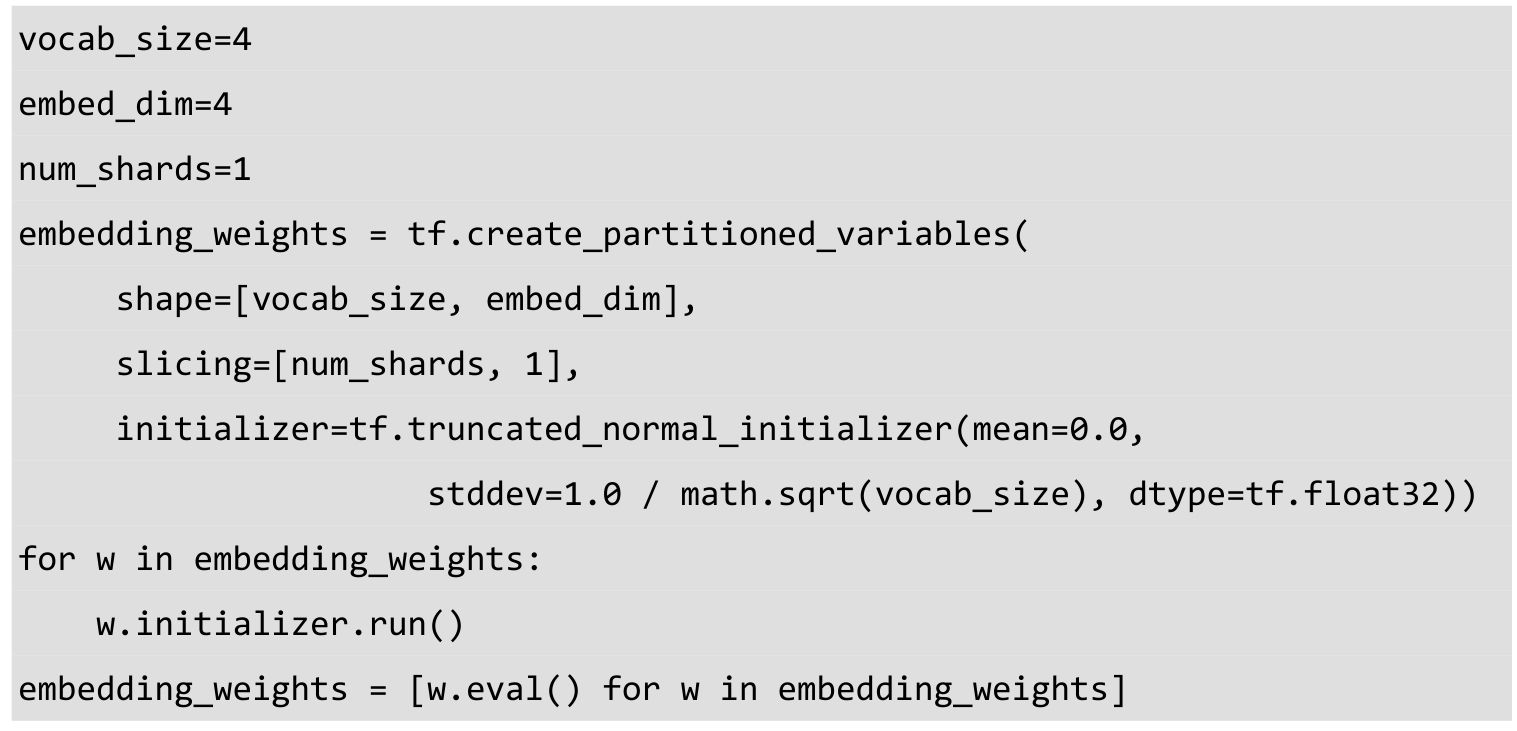 vocab_size=4
embed_dim=4
num_shards=1
embedding_weights = tf.create_partitioned_variables(
     shape=[vocab_size, embed_dim],
     slicing=[num_shards, 1],
     initializer=tf.truncated_normal_initializer(mean=0.0,
                     stddev=1.0 / math.sqrt(vocab_size), dtype=tf.float32))
for w in embedding_weights:
    w.initializer.run()
embedding_weights = [w.eval() for w in embedding_weights]